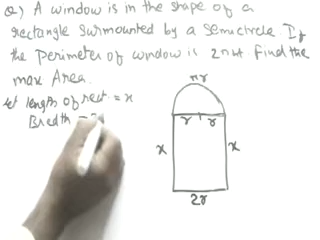 Q) A window is in the shape of a
rectangle surmounted by a semicircle. If
the Perimeter of window is
Find the
max Area.
let length of rect. = x
Breadth =
πr
r r
x x
2r